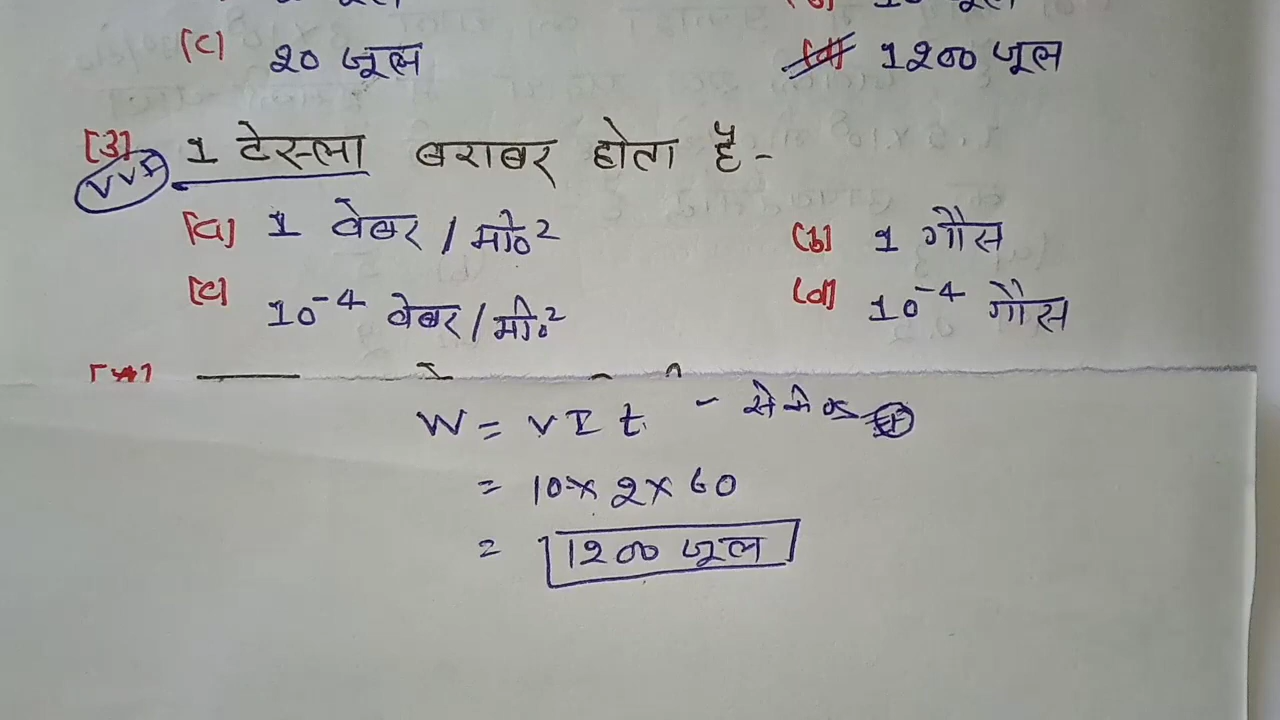 (c) 20 जूल (d) 1200 जूल
[3] 1 टेस्ला बराबर होता है -
VVI
(a) 1 वेबर / मी०² (b) 1 गौस
(c) 10⁻⁴ वेबर / मी०² (d) 10⁻⁴ गौस
W = V I t -
= 10 × 2 × 60
= 1200 जूल